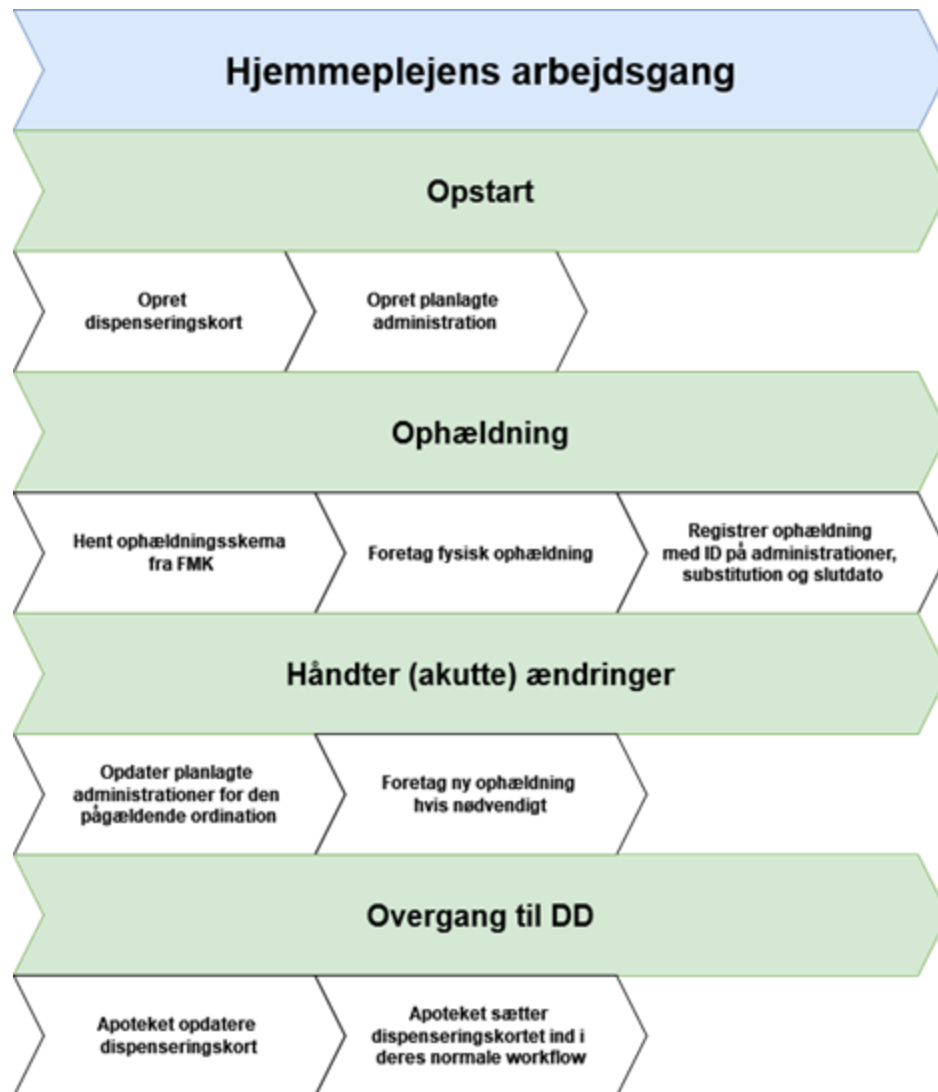 Hjemmeplejens arbejdsgang
Opstart
Opret
dispenseringskort
Opret planlagte
administration
Ophældning
Hent ophældningsskema
fra FMK
Foretag fysisk ophældning
Registrer ophældning
med ID på administrationer,
substitution og slutdato
Håndter (akutte) ændringer
Opdater planlagte
administrationer for den
pågældende ordination
Foretag ny ophældning
hvis nødvendigt
Overgang til DD
Apoteket opdatere
dispenseringskort
Apoteket sætter
dispenseringskortet ind i
deres normale workflow